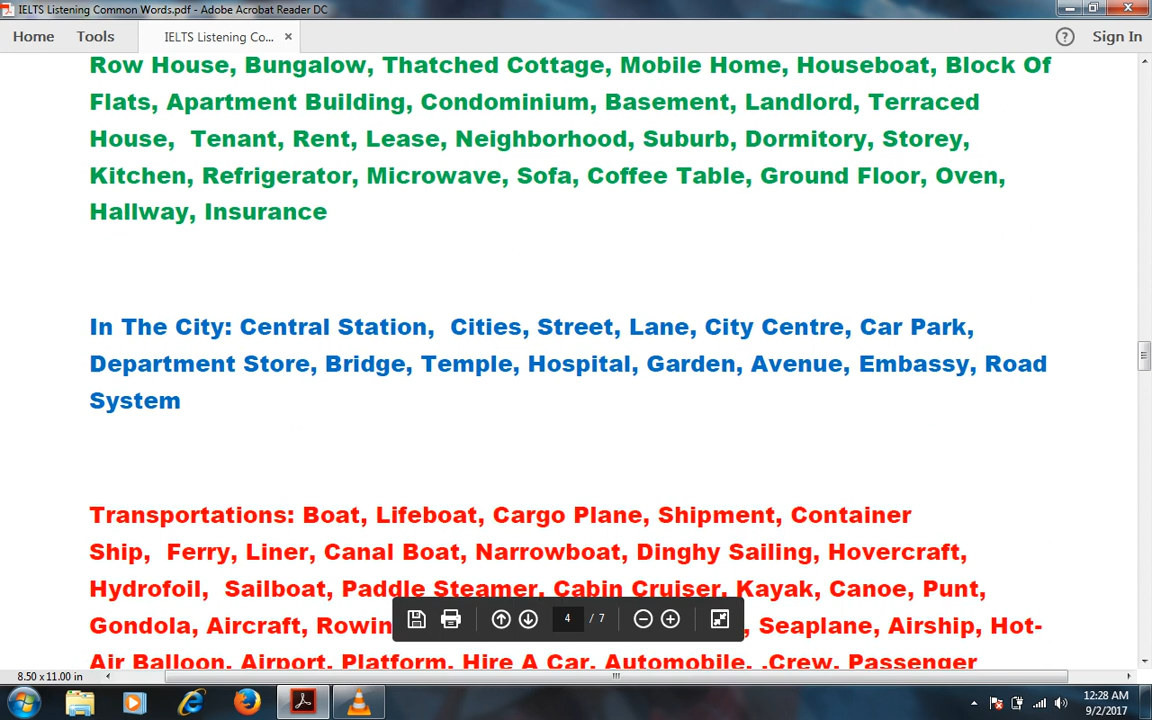 IELTS Listening Common Words.pdf - Adobe Acrobat Reader DC
Home Tools IELTS Listening Co... × ? Sign In
Row House, Bungalow, Thatched Cottage, Mobile Home, Houseboat, Block Of
Flats, Apartment Building, Condominium, Basement, Landlord, Terraced
House, Tenant, Rent, Lease, Neighborhood, Suburb, Dormitory, Storey,
Kitchen, Refrigerator, Microwave, Sofa, Coffee Table, Ground Floor, Oven,
Hallway, Insurance
In The City: Central Station, Cities, Street, Lane, City Centre, Car Park,
Department Store, Bridge, Temple, Hospital, Garden, Avenue, Embassy, Road
System
Transportations: Boat, Lifeboat, Cargo Plane, Shipment, Container
Ship, Ferry, Liner, Canal Boat, Narrowboat, Dinghy Sailing, Hovercraft,
Hydrofoil, Sailboat, Paddle Steamer, Cabin Cruiser, Kayak, Canoe, Punt,
Gondola, Aircraft, , Seaplane, Airship, Hot-
Air Balloon, Airport, Platform, Hire A Car, Automobile, .Crew, Passenger
4 / 7
8.50 x 11.00 in
12:28 AM
9/2/2017